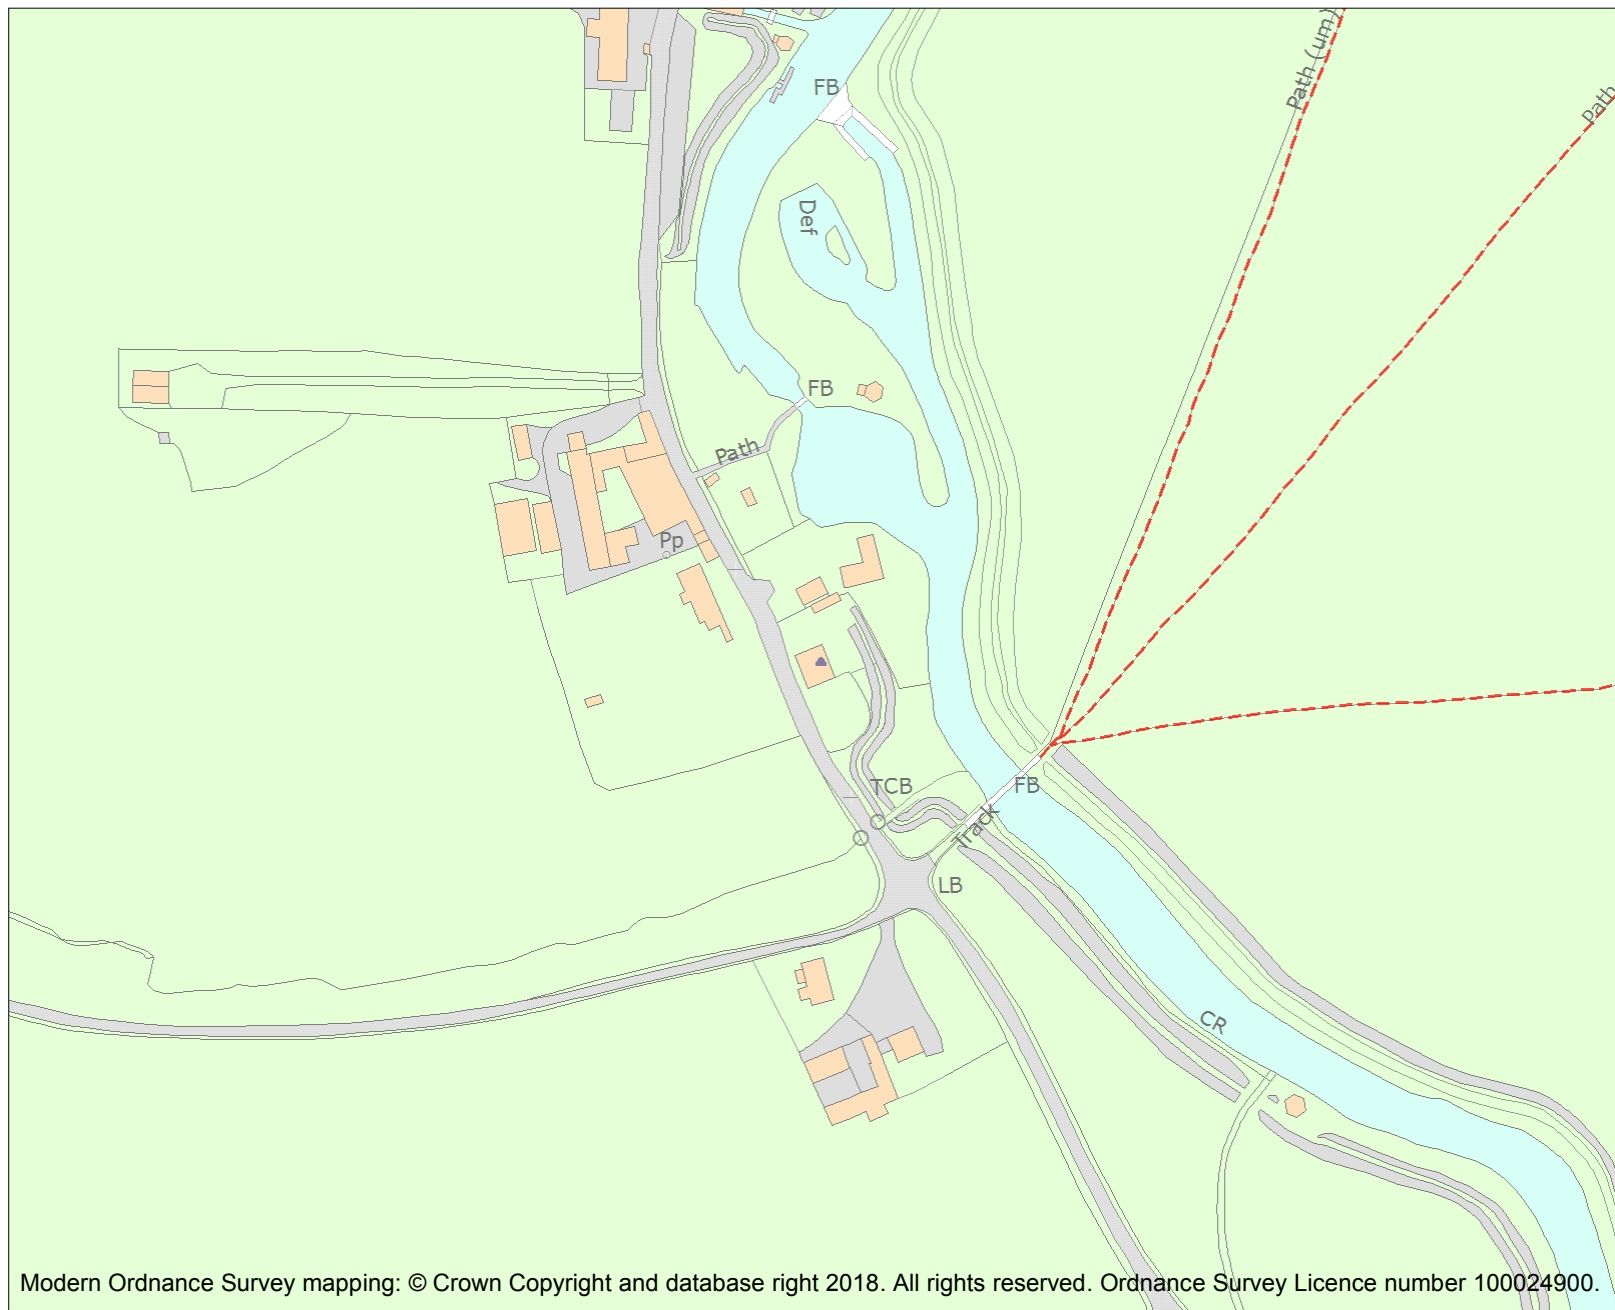 FB
Path (um)
Path
Def
FB
Path
Pp
TCB
FB
Track
LB
CR
Modern Ordnance Survey mapping: © Crown Copyright and database right 2018. All rights reserved. Ordnance Survey Licence number 100024900.